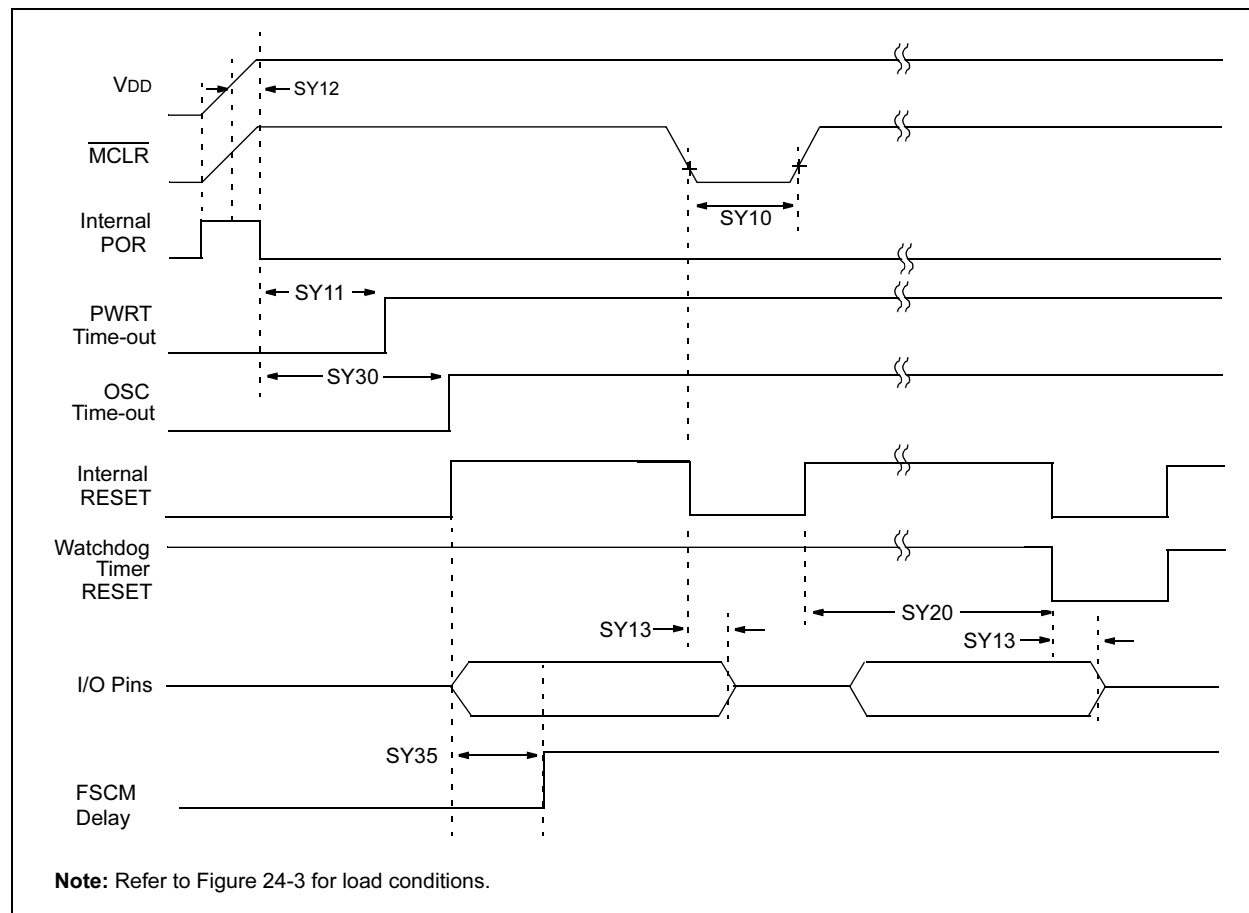 VDD
SY12
MCLR
SY10
Internal
POR
SY11
PWRT
Time-out
SY30
OSC
Time-out
Internal
RESET
Watchdog
Timer
RESET
SY20
SY13
SY13
I/O Pins
SY35
FSCM
Delay
Note: Refer to Figure 24-3 for load conditions.